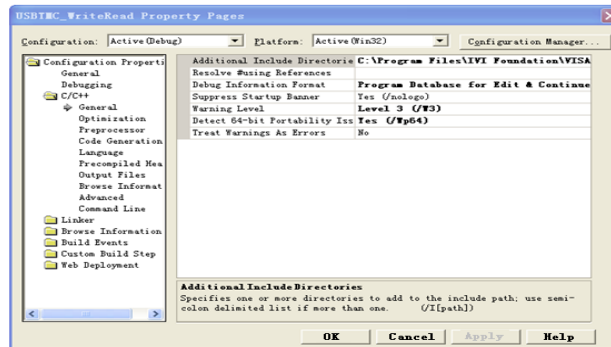 USBTMC_WriteRead Property Pages
Configuration: Active(Debug) Platform: Active(Win32) Configuration Manager...
Configuration Properti
General
Debugging
C/C++
General
Optimization
Preprocessor
Code Generation
Language
Precompiled Hea
Output Files
Browse Informat
Advanced
Command Line
Linker
Browse Information
Build Events
Custom Build Step
Web Deployment
Additional Include Directorie C:\Program Files\IVI Foundation\VISA
Resolve #using References
Debug Information Format Program Database for Edit & Continue
Suppress Startup Banner Yes (/nologo)
Warning Level Level 3 (/W3)
Detect 64-bit Portability Iss Yes (/Wp64)
Treat Warnings As Errors No
Additional Include Directories
Specifies one or more directories to add to the include path; use semi-
colon delimited list if more than one. (/I[path])
OK Cancel Apply Help